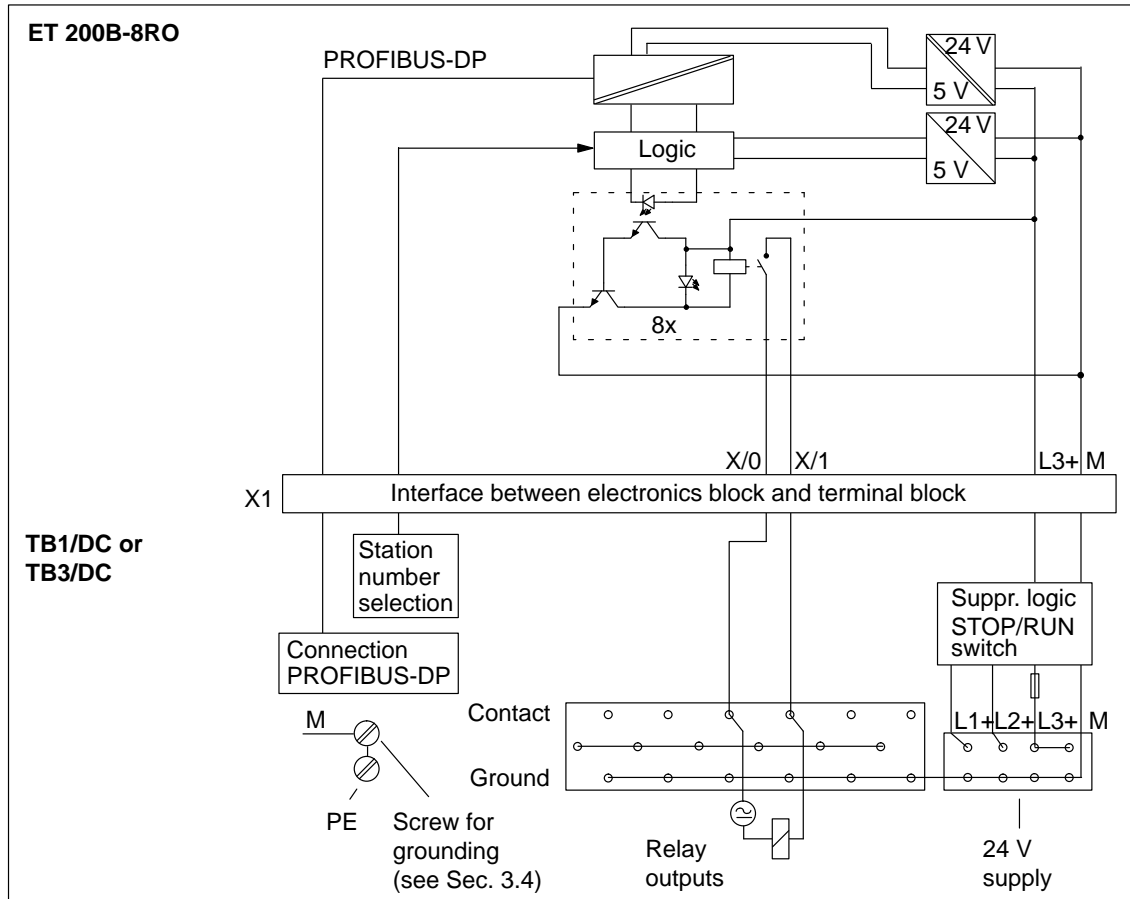 ET 200B-8RO
PROFIBUS-DP
24 V
5 V
24 V
5 V
Logic
8x
X/0
X/1
L3+
M
X1
Interface between electronics block and terminal block
TB1/DC or
TB3/DC
Station
number
selection
Suppr. logic
STOP/RUN
switch
Connection
PROFIBUS-DP
Contact
L1+
L2+
L3+
M
M
Ground
PE
Screw for
grounding
(see Sec. 3.4)
Relay
outputs
24 V
supply